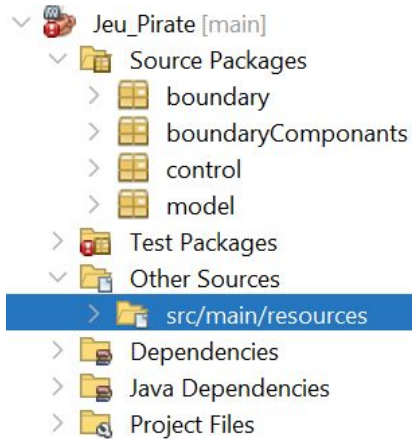 Jeu_Pirate [main]
Source Packages
boundary
boundaryComponants
control
model
Test Packages
Other Sources
src/main/resources
Dependencies
Java Dependencies
Project Files